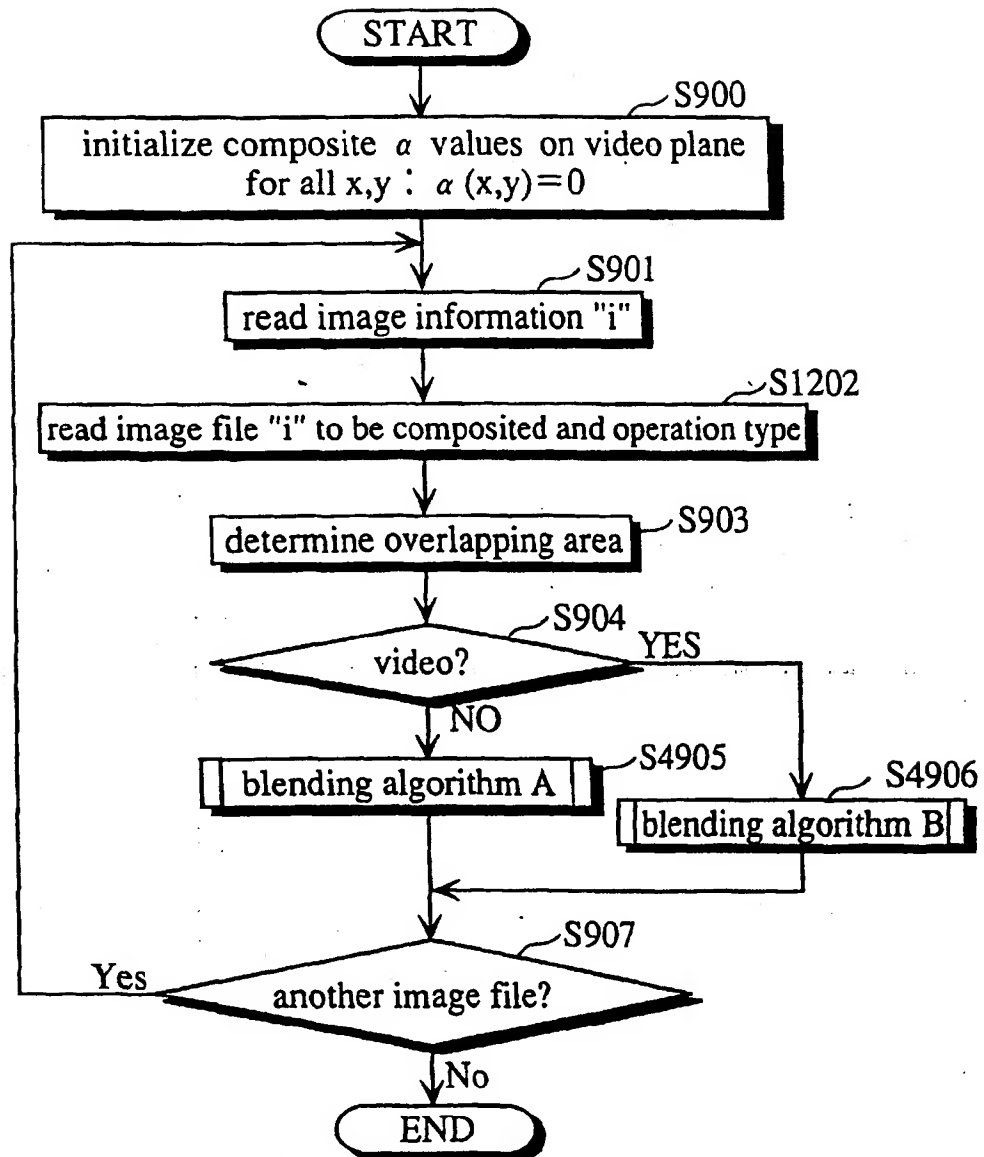 START
S900
initialize composite α values on video plane
for all x,y : α (x,y)=0
S901
read image information "i"
S1202
read image file "i" to be composited and operation type
S903
determine overlapping area
S904
video?
YES
NO
S4905
blending algorithm A
S4906
blending algorithm B
S907
Yes
another image file?
No
END